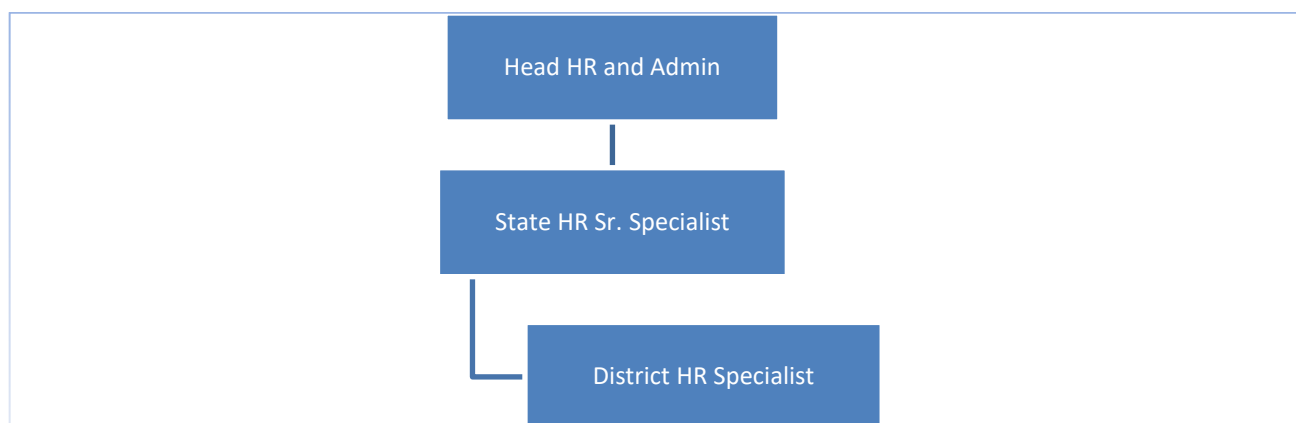 Head HR and Admin
State HR Sr. Specialist
District HR Specialist